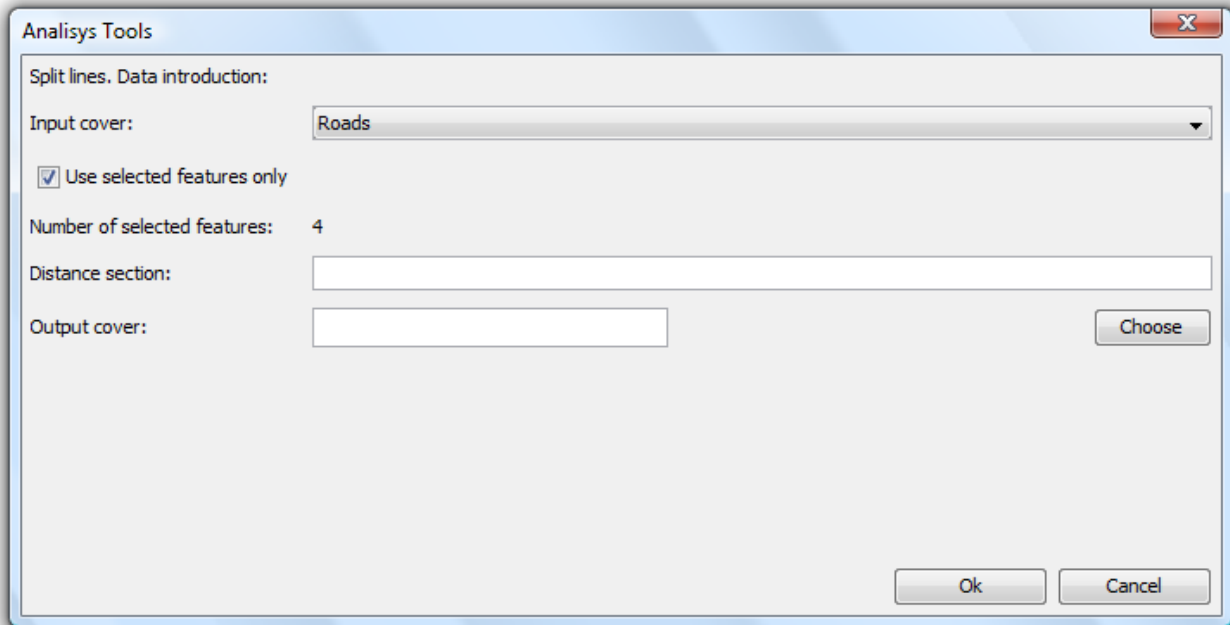 Analisys Tools
Split lines. Data introduction:
Input cover: Roads
Use selected features only
Number of selected features: 4
Distance section:
Output cover: Choose
Ok Cancel